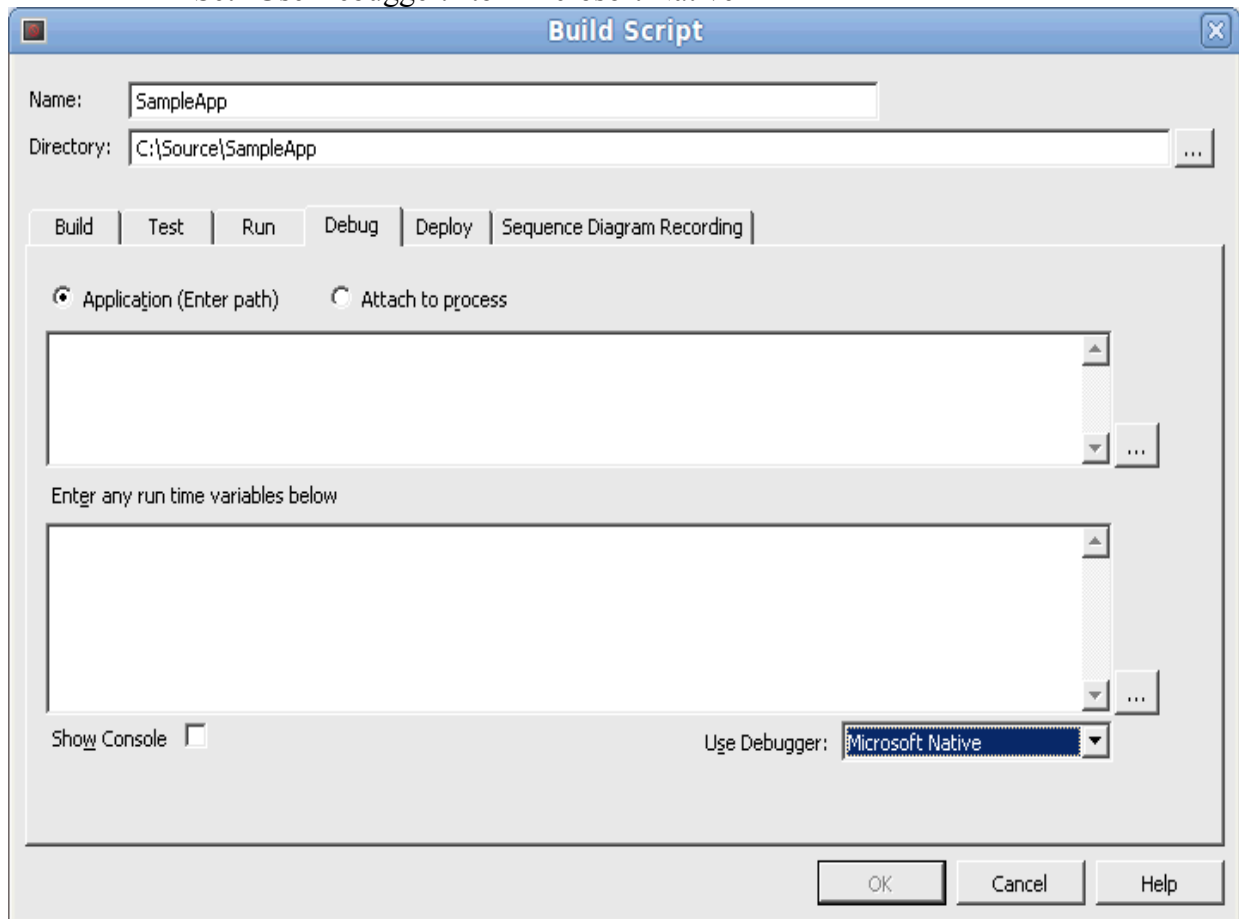 Build Script
Name: SampleApp
Directory: C:\Source\SampleApp ...
Build Test Run Debug Deploy Sequence Diagram Recording
Application (Enter path) Attach to process
...
Enter any run time variables below
...
Show Console Use Debugger: Microsoft Native
OK Cancel Help